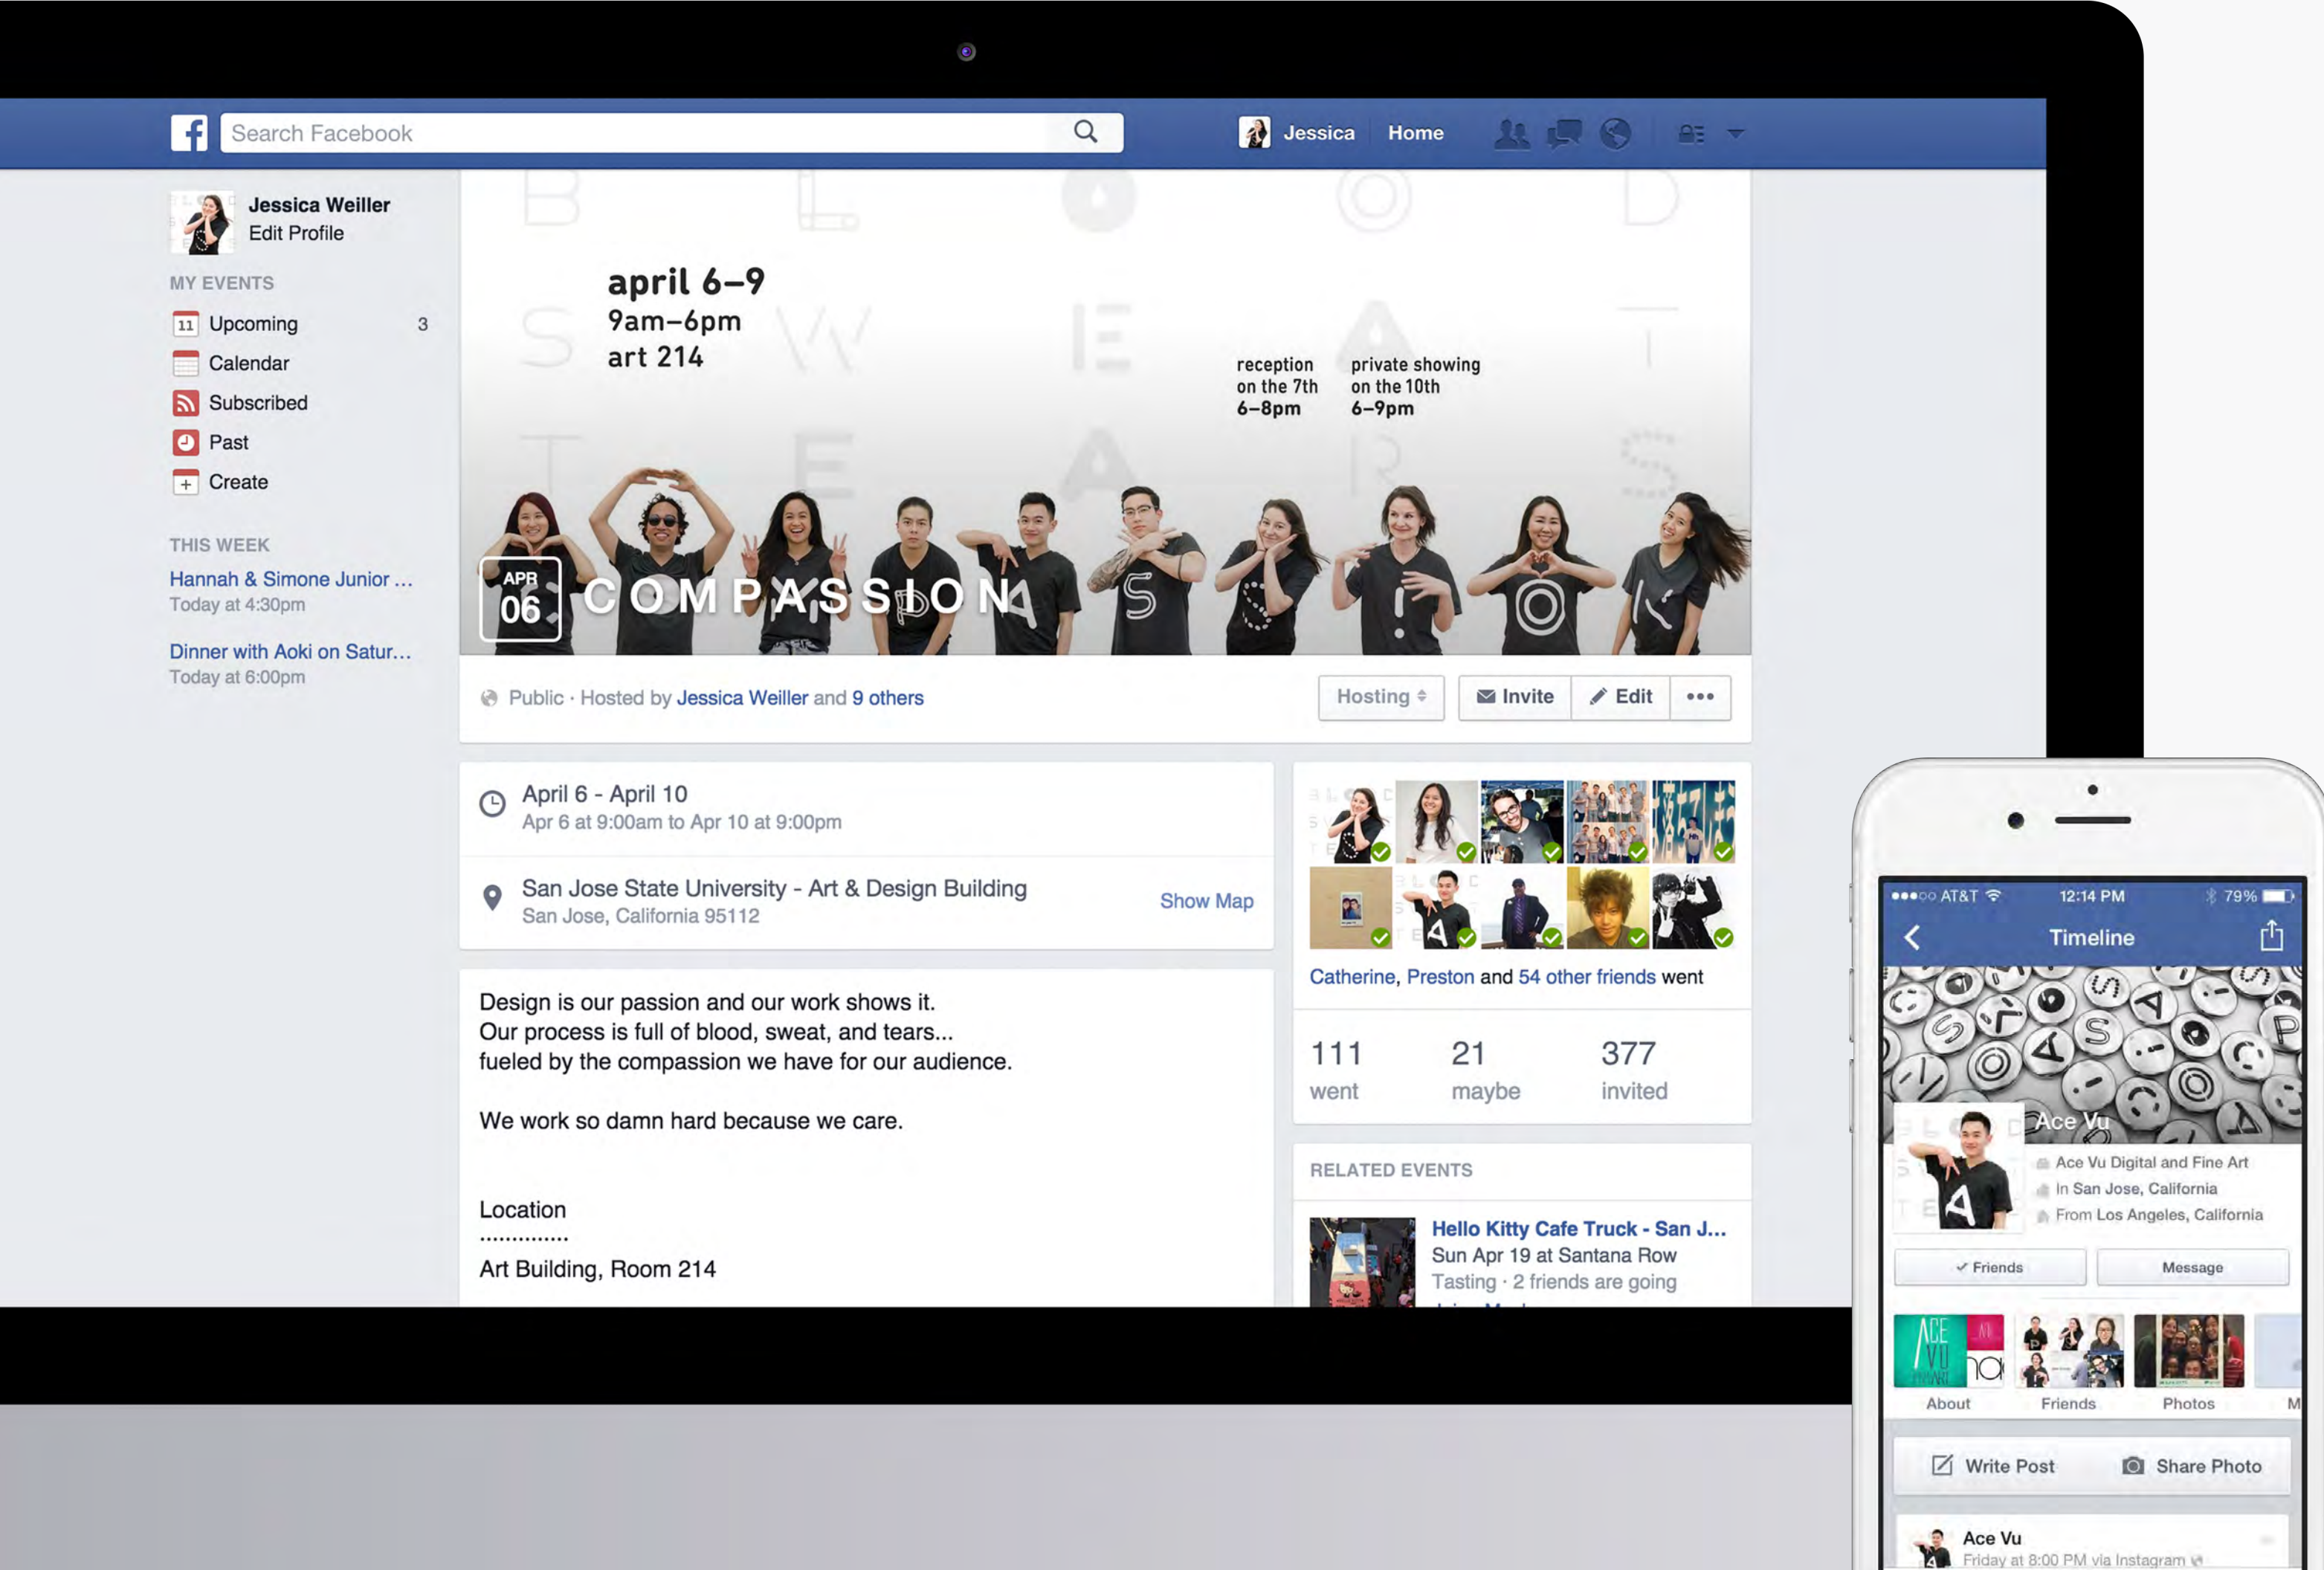 f
Search Facebook
Jessica
Home
Jessica Weiller
Edit Profile
MY EVENTS
11
Upcoming
3
Calendar
Subscribed
Past
Create
THIS WEEK
Hannah & Simone Junior ...
Today at 4:30pm
Dinner with Aoki on Satur...
Today at 6:00pm
B L O O D
S W E A T
T E A R S
april 6–9
9am–6pm
art 214
reception
on the 7th
6–8pm
private showing
on the 10th
6–9pm
APR
06
COMPASSION
Public · Hosted by Jessica Weiller and 9 others
Hosting
Invite
Edit
April 6 - April 10
Apr 6 at 9:00am to Apr 10 at 9:00pm
San Jose State University - Art & Design Building
San Jose, California 95112
Show Map
Design is our passion and our work shows it.
Our process is full of blood, sweat, and tears...
fueled by the compassion we have for our audience.
We work so damn hard because we care.
Location
..............
Art Building, Room 214
Catherine, Preston and 54 other friends went
111
went
21
maybe
377
invited
RELATED EVENTS
Hello Kitty Cafe Truck - San J...
Sun Apr 19 at Santana Row
Tasting · 2 friends are going
AT&T
12:14 PM
79%
Timeline
Ace Vu
Ace Vu Digital and Fine Art
In San Jose, California
From Los Angeles, California
Friends
Message
ACE
VU
About
Friends
Photos
M
Write Post
Share Photo
Ace Vu
Friday at 8:00 PM via Instagram